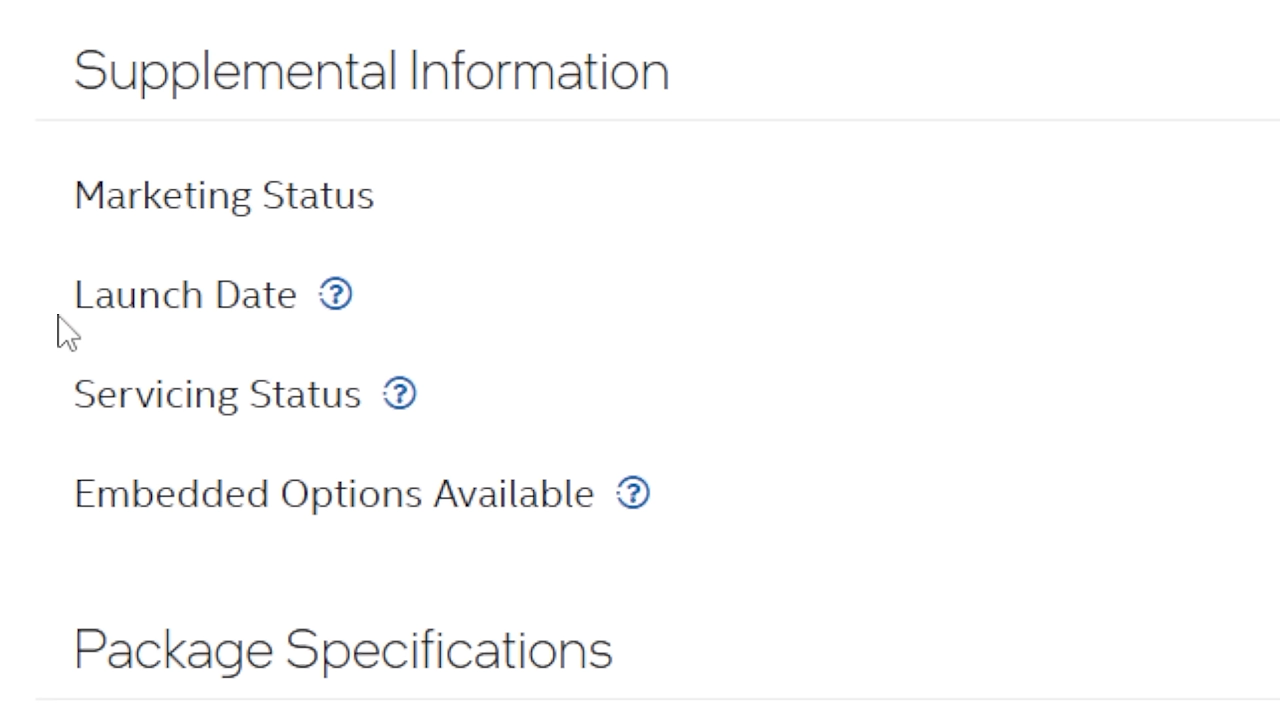 Supplemental Information
Marketing Status
Launch Date ?
Servicing Status ?
Embedded Options Available ?
Package Specifications